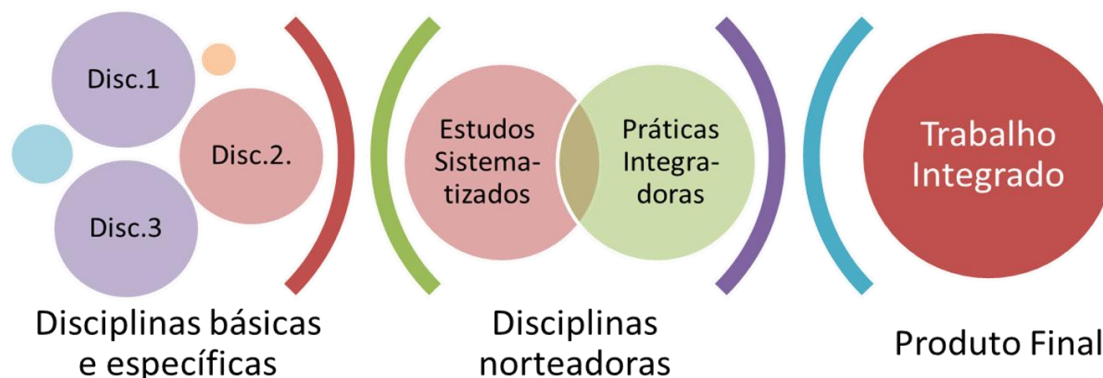 Disc.1
Disc.2.
Disc.3
Disciplinas básicas
e específicas
Estudos
Sistema-
tizados
Práticas
Integra-
doras
Disciplinas
norteadoras
Trabalho
Integrado
Produto Final